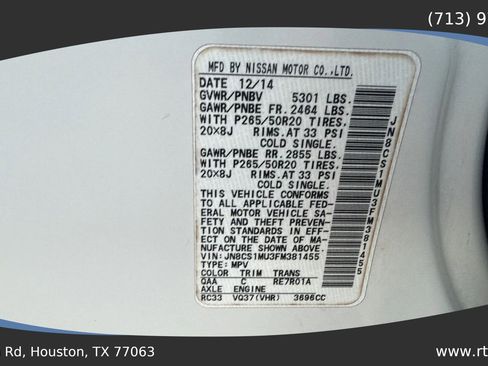 (713) 9
MFD BY NISSAN MOTOR CO.,LTD.
DATE 12/14
GVWR/PNBV 5301 LBS.
GAWR/PNBE FR.2464 LBS.
WITH P265/50R20 TIRES.
20X8J RIMS.AT 33 PSI
COLD SINGLE.
GAWR/PNBE RR.2855 LBS.
WITH P265/50R20 TIRES.
20X8J RIMS.AT 33 PSI
COLD SINGLE.
THIS VEHICLE CONFORMS
TO ALL APPLICABLE FED-
ERAL MOTOR VEHICLE SA-
FETY AND THEFT PREVEN-
TION STANDARDS IN EFF-
ECT ON THE DATE OF MA-
NUFACTURE SHOWN ABOVE.
VIN:JN8CS1MU3FM381455
TYPE:MPV
COLOR TRIM TRANS
QAA C RE7R01A
AXLE ENGINE
RC33 VQ37(VHR) 3696CC
JN8CS1MU3FM381455
Rd, Houston, TX 77063
www.rt